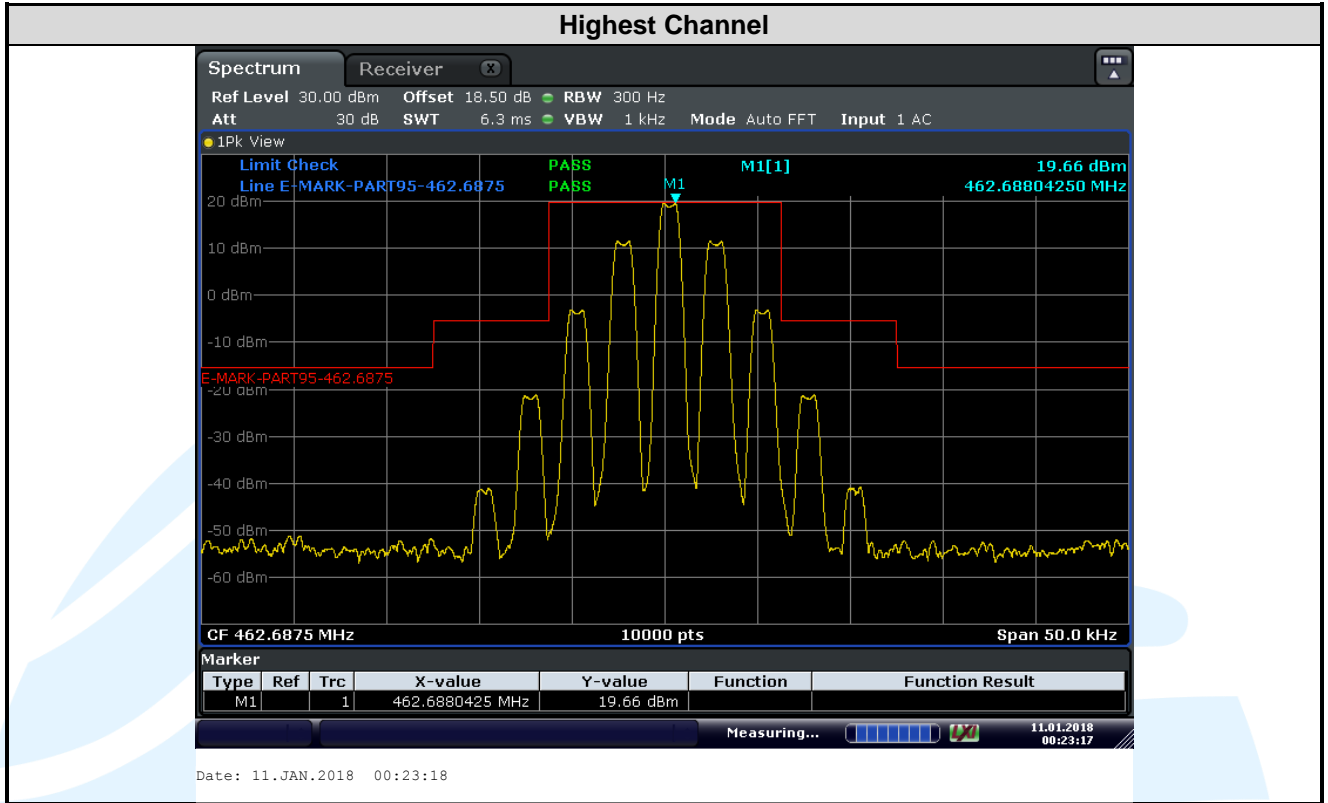 Highest Channel
Spectrum Receiver X
Ref Level 30.00 dBm Offset 18.50 dB RBW 300 Hz
Att 30 dB SWT 6.3 ms VBW 1 kHz Mode Auto FFT Input 1 AC
1Pk View
Limit Check PASS M1[1] 19.66 dBm
Line E-MARK-PART95-462.6875 PASS M1 462.68804250 MHz
20 dBm
10 dBm
0 dBm
-10 dBm
E-MARK-PART95-462.6875
-20 dBm
-30 dBm
-40 dBm
-50 dBm
-60 dBm
CF 462.6875 MHz 10000 pts Span 50.0 kHz
Marker
Type Ref Trc X-value Y-value Function Function Result
M1 1 462.6880425 MHz 19.66 dBm
Measuring... LXI 11.01.2018
00:23:17
Date: 11.JAN.2018 00:23:18